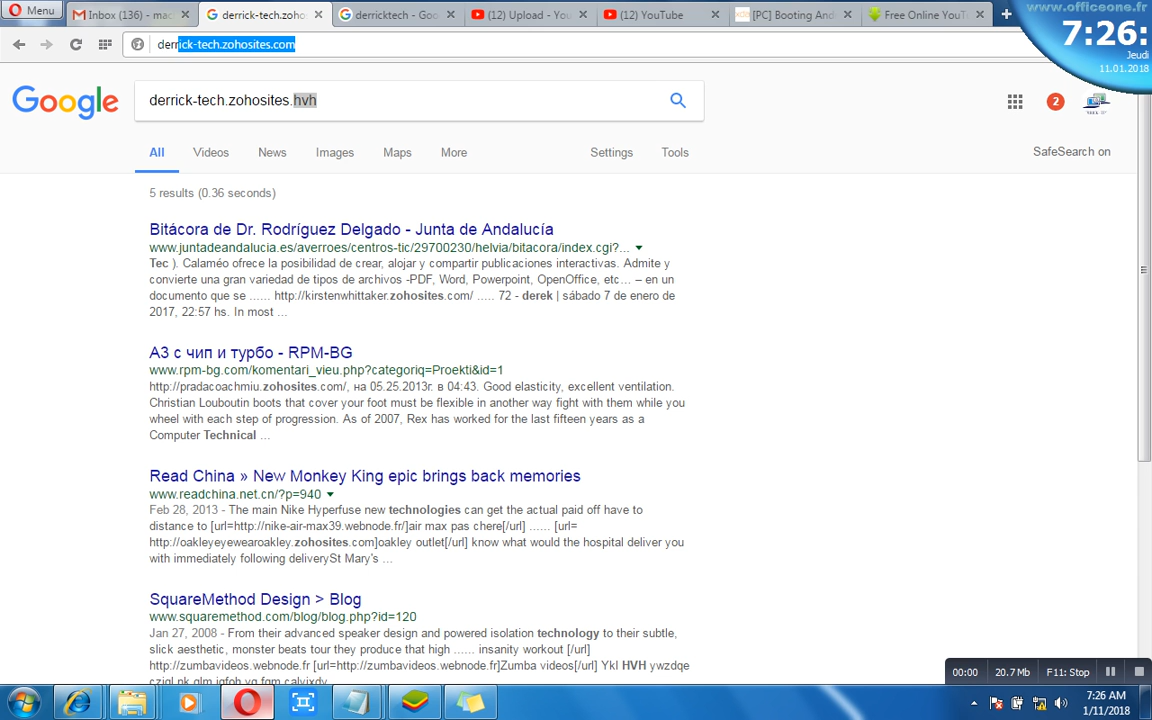 www.officeone.fr
Menu
Inbox (136) - mac
derrick-tech.zoho
derricktech - Goo
(12) Upload - You
(12) YouTube
[PC] Booting And
Free Online YouT
7:26:
Jeudi
11.01.2018
derrick-tech.zohosites.com
Google
derrick-tech.zohosites.hvh
2
All
Videos
News
Images
Maps
More
Settings
Tools
SafeSearch on
5 results (0.36 seconds)
Bitácora de Dr. Rodríguez Delgado - Junta de Andalucía
www.juntadeandalucia.es/averroes/centros-tic/29700230/helvia/bitacora/index.cgi?...
Tec ). Calaméo ofrece la posibilidad de crear, alojar y compartir publicaciones interactivas. Admite y
convierte una gran variedad de tipos de archivos -PDF, Word, Powerpoint, OpenOffice, etc... – en un
documento que se ...... http://kirstenwhittaker.zohosites.com/ ..... 72 - derek | sábado 7 de enero de
2017, 22:57 hs. In most ...
А3 с чип и турбо - RPM-BG
www.rpm-bg.com/komentari_vieu.php?categoriq=Proekti&id=1
http://pradacoachmiu.zohosites.com/, на 05.25.2013г. в 04:43. Good elasticity, excellent ventilation.
Christian Louboutin boots that cover your foot must be flexible in another way fight with them while you
wheel with each step of progression. As of 2007, Rex has worked for the last fifteen years as a
Computer Technical ...
Read China » New Monkey King epic brings back memories
www.readchina.net.cn/?p=940
Feb 28, 2013 - The main Nike Hyperfuse new technologies can get the actual paid off have to
distance to [url=http://nike-air-max39.webnode.fr/]air max pas chere[/url] ...... [url=
http://oakleyeyewearoakley.zohosites.com]oakley outlet[/url] know what would the hospital deliver you
with immediately following deliverySt Mary's ...
SquareMethod Design > Blog
www.squaremethod.com/blog/blog.php?id=120
Jan 27, 2008 - From their advanced speaker design and powered isolation technology to their subtle,
slick aesthetic, monster beats tour they produce that high ...... insanity workout [/url]
http://zumbavideos.webnode.fr [url=http://zumbavideos.webnode.fr]Zumba videos[/url] Ykl HVH ywzdqe
00:00
20.7 Mb
F11: Stop
7:26 AM
1/11/2018